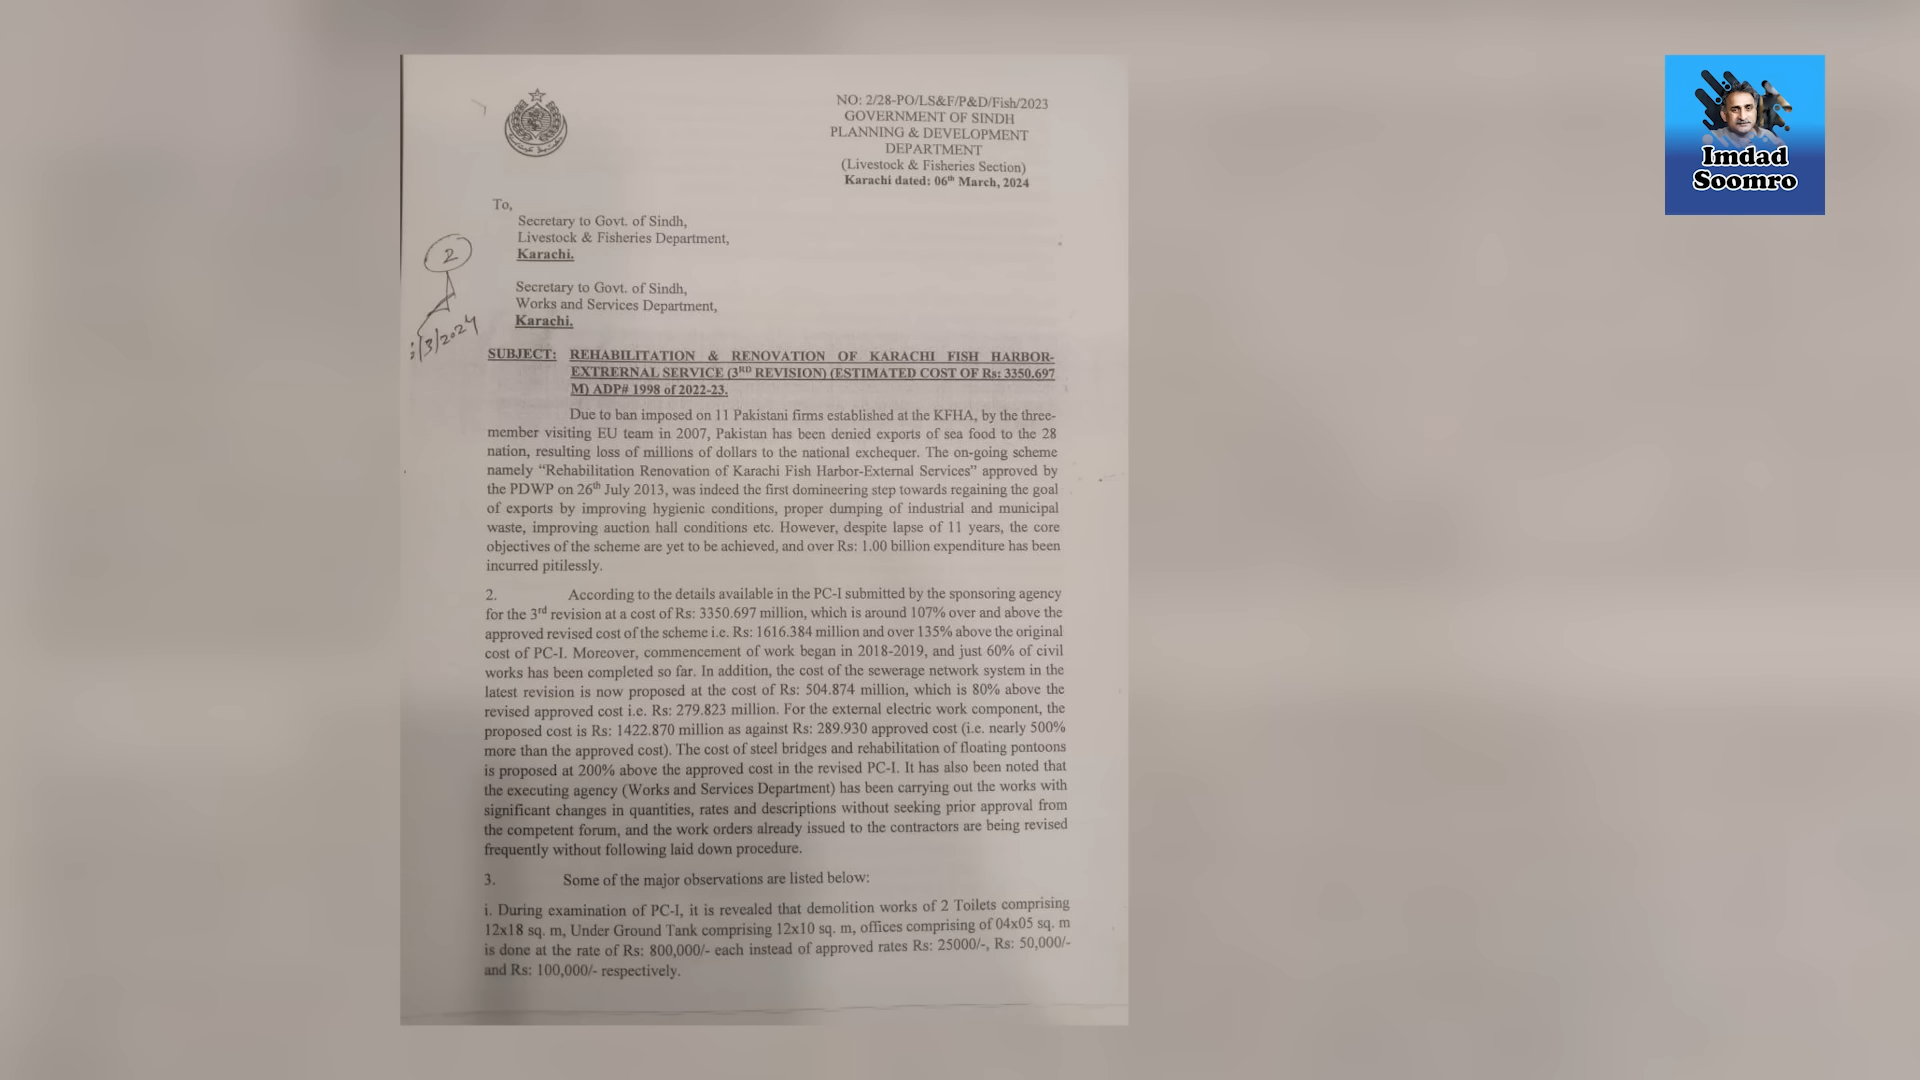 NO: 2/28-PO/LS&F/P&D/Fish/2023
GOVERNMENT OF SINDH
PLANNING & DEVELOPMENT
DEPARTMENT
(Livestock & Fisheries Section)
Karachi dated: 06th March, 2024
To,
Secretary to Govt. of Sindh,
Livestock & Fisheries Department,
Karachi.
2
Secretary to Govt. of Sindh,
Works and Services Department,
Karachi.
/3/2024
SUBJECT: REHABILITATION & RENOVATION OF KARACHI FISH HARBOR-
EXTRERNAL SERVICE (3RD REVISION) (ESTIMATED COST OF Rs: 3350.697
M) ADP# 1998 of 2022-23.
Due to ban imposed on 11 Pakistani firms established at the KFHA, by the three-
member visiting EU team in 2007, Pakistan has been denied exports of sea food to the 28
nation, resulting loss of millions of dollars to the national exchequer. The on-going scheme
namely “Rehabilitation Renovation of Karachi Fish Harbor-External Services” approved by
the PDWP on 26th July 2013, was indeed the first domineering step towards regaining the goal
of exports by improving hygienic conditions, proper dumping of industrial and municipal
waste, improving auction hall conditions etc. However, despite lapse of 11 years, the core
objectives of the scheme are yet to be achieved, and over Rs: 1.00 billion expenditure has been
incurred pitilessly.
2. According to the details available in the PC-I submitted by the sponsoring agency
for the 3rd revision at a cost of Rs: 3350.697 million, which is around 107% over and above the
approved revised cost of the scheme i.e. Rs: 1616.384 million and over 135% above the original
cost of PC-I. Moreover, commencement of work began in 2018-2019, and just 60% of civil
works has been completed so far. In addition, the cost of the sewerage network system in the
latest revision is now proposed at the cost of Rs: 504.874 million, which is 80% above the
revised approved cost i.e. Rs: 279.823 million. For the external electric work component, the
proposed cost is Rs: 1422.870 million as against Rs: 289.930 approved cost (i.e. nearly 500%
more than the approved cost). The cost of steel bridges and rehabilitation of floating pontoons
is proposed at 200% above the approved cost in the revised PC-I. It has also been noted that
the executing agency (Works and Services Department) has been carrying out the works with
significant changes in quantities, rates and descriptions without seeking prior approval from
the competent forum, and the work orders already issued to the contractors are being revised
frequently without following laid down procedure.
3. Some of the major observations are listed below:
i. During examination of PC-I, it is revealed that demolition works of 2 Toilets comprising
12x18 sq. m, Under Ground Tank comprising 12x10 sq. m, offices comprising of 04x05 sq. m
is done at the rate of Rs: 800,000/- each instead of approved rates Rs: 25000/-, Rs: 50,000/-
and Rs: 100,000/- respectively.
Imdad
Soomro